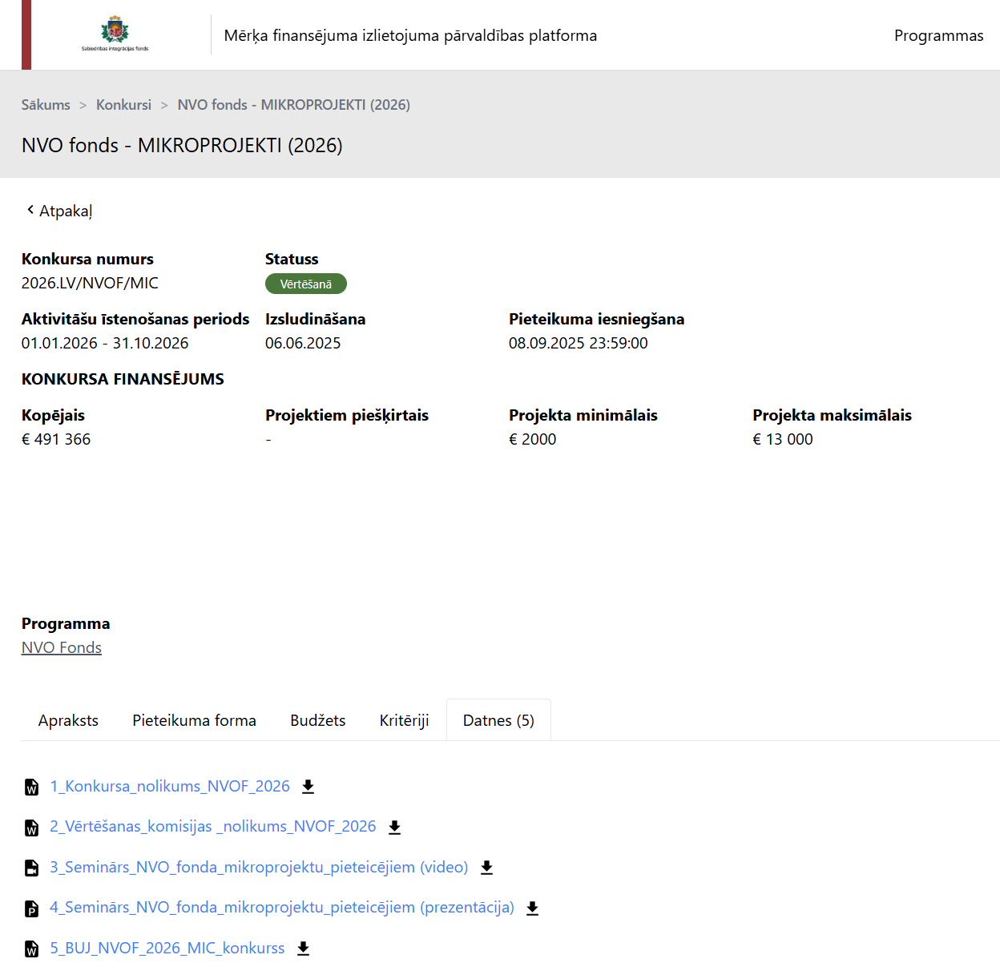 Sabiedrības integrācijas fonds
Mērķa finansējuma izlietojuma pārvaldības platforma
Programmas
Sākums > Konkursi > NVO fonds - MIKROPROJEKTI (2026)
NVO fonds - MIKROPROJEKTI (2026)
Atpakaļ
Konkursa numurs
2026.LV/NVOF/MIC
Statuss
Vērtēšanā
Aktivitāšu īstenošanas periods
01.01.2026 - 31.10.2026
Izsludināšana
06.06.2025
Pieteikuma iesniegšana
08.09.2025 23:59:00
KONKURSA FINANSĒJUMS
Kopējais
€ 491 366
Projektiem piešķirtais
-
Projekta minimālais
€ 2000
Projekta maksimālais
€ 13 000
Programma
NVO Fonds
Apraksts
Pieteikuma forma
Budžets
Kritēriji
Datnes (5)
1_Konkursa_nolikums_NVOF_2026
2_Vērtēšanas_komisijas _nolikums_NVOF_2026
3_Seminārs_NVO_fonda_mikroprojektu_pieteicējiem (video)
4_Seminārs_NVO_fonda_mikroprojektu_pieteicējiem (prezentācija)
5_BUJ_NVOF_2026_MIC_konkurss